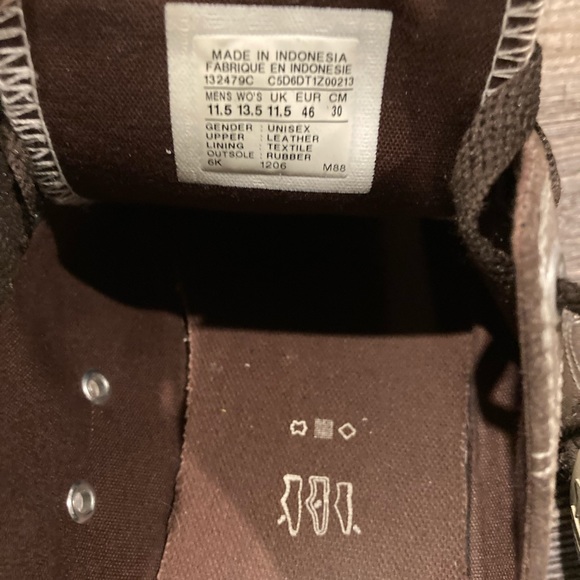 MADE IN INDONESIA
FABRIQUE EN INDONESIE
132479C C5D6DT1Z00213
MENS WO'S UK EUR CM
11.5 13.5 11.5 46 30
GENDER : UNISEX
UPPER : LEATHER
LINING : TEXTILE
OUTSOLE : RUBBER
6K 1206 M88